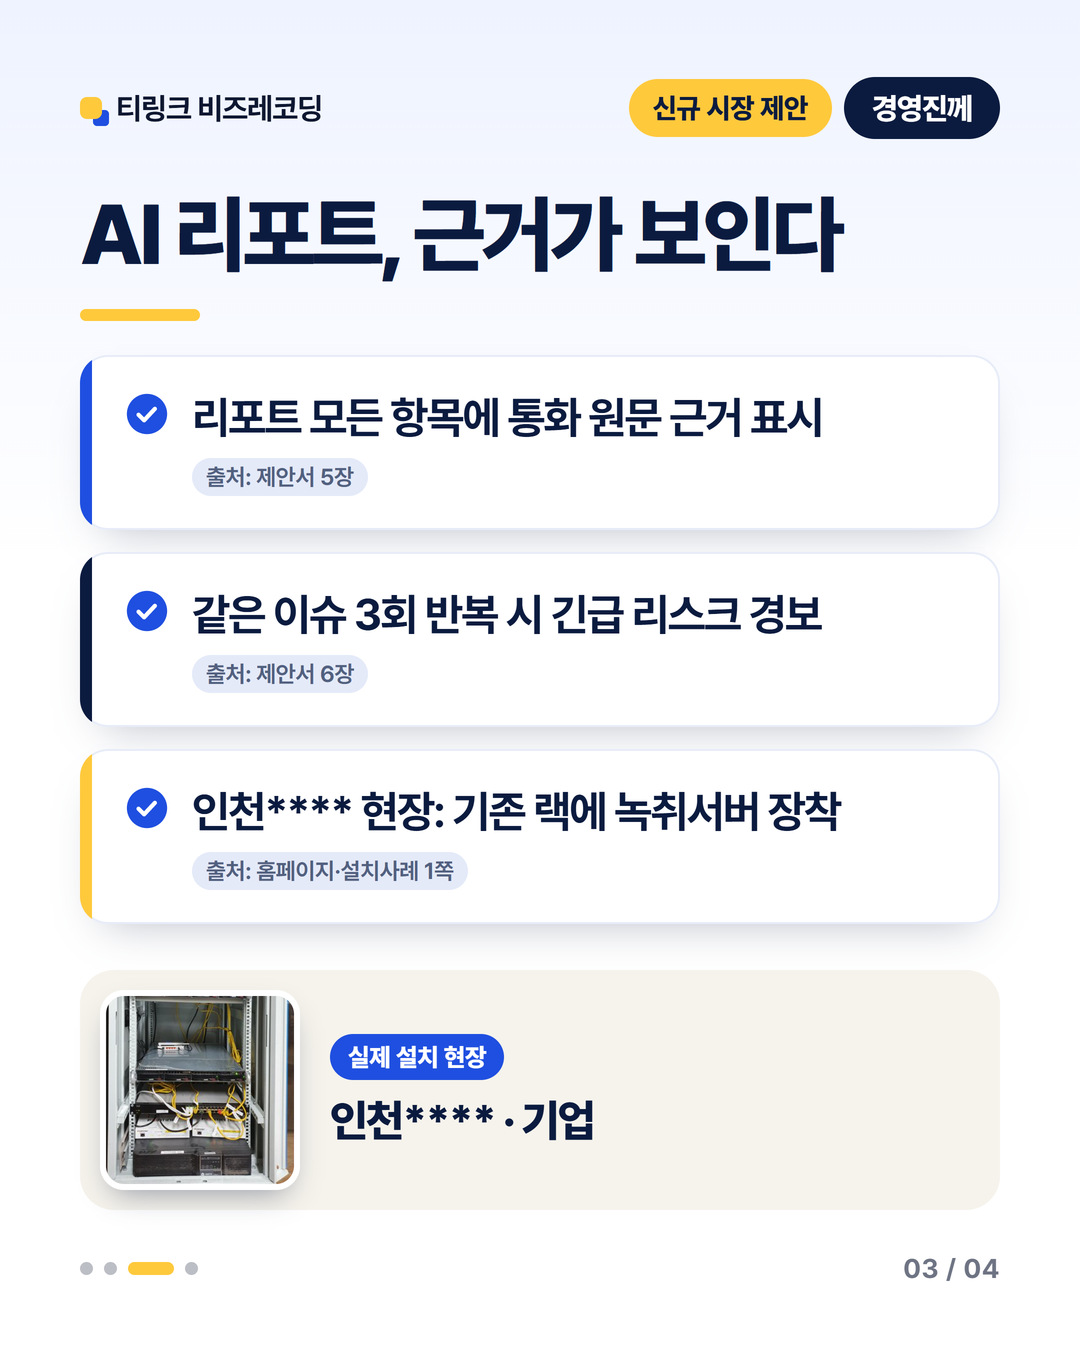 티링크 비즈레코딩
신규 시장 제안
경영진께
AI 리포트, 근거가 보인다
리포트 모든 항목에 통화 원문 근거 표시
출처: 제안서 5장
같은 이슈 3회 반복 시 긴급 리스크 경보
출처: 제안서 6장
인천**** 현장: 기존 랙에 녹취서버 장착
출처: 홈페이지·설치사례 1쪽
실제 설치 현장
인천**** · 기업
03 / 04